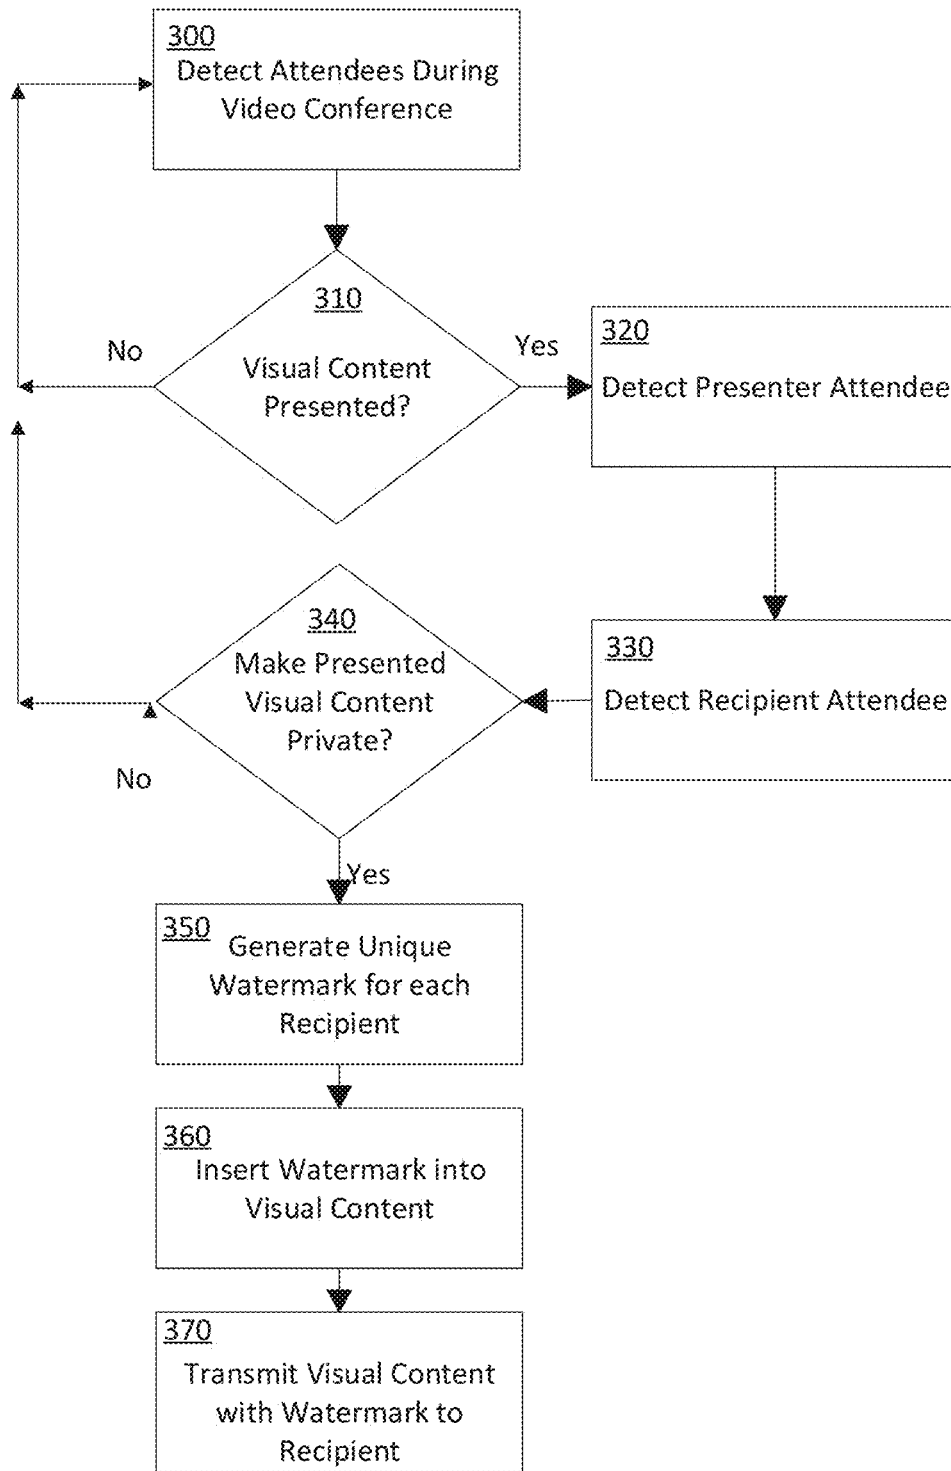 300
Detect Attendees During
Video Conference
310
Visual Content
Presented?
No
Yes
320
Detect Presenter Attendee
330
Detect Recipient Attendee
340
Make Presented
Visual Content
Private?
No
Yes
350
Generate Unique
Watermark for each
Recipient
360
Insert Watermark into
Visual Content
370
Transmit Visual Content
with Watermark to
Recipient